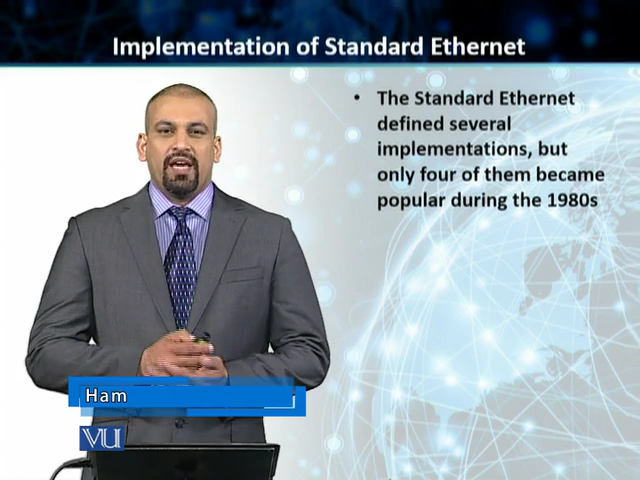 Implementation of Standard Ethernet
• The Standard Ethernet
defined several
implementations, but
only four of them became
popular during the 1980s
Ham
VU